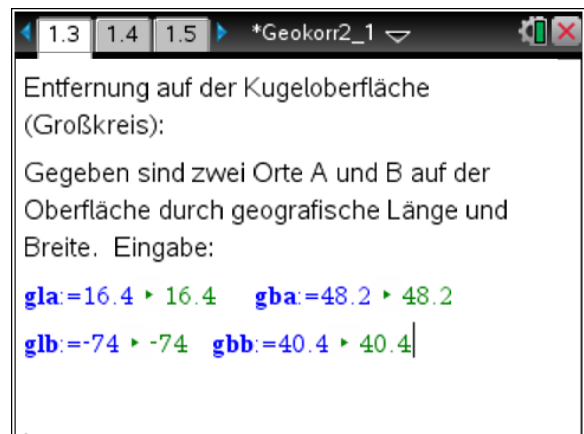 1.3 1.4 1.5 *Geokorr2_1
Entfernung auf der Kugeloberfläche
(Großkreis):
Gegeben sind zwei Orte A und B auf der
Oberfläche durch geografische Länge und
Breite. Eingabe:
gla:=16.4 ▸ 16.4 gba:=48.2 ▸ 48.2
glb:=-74 ▸ -74 gbb:=40.4 ▸ 40.4